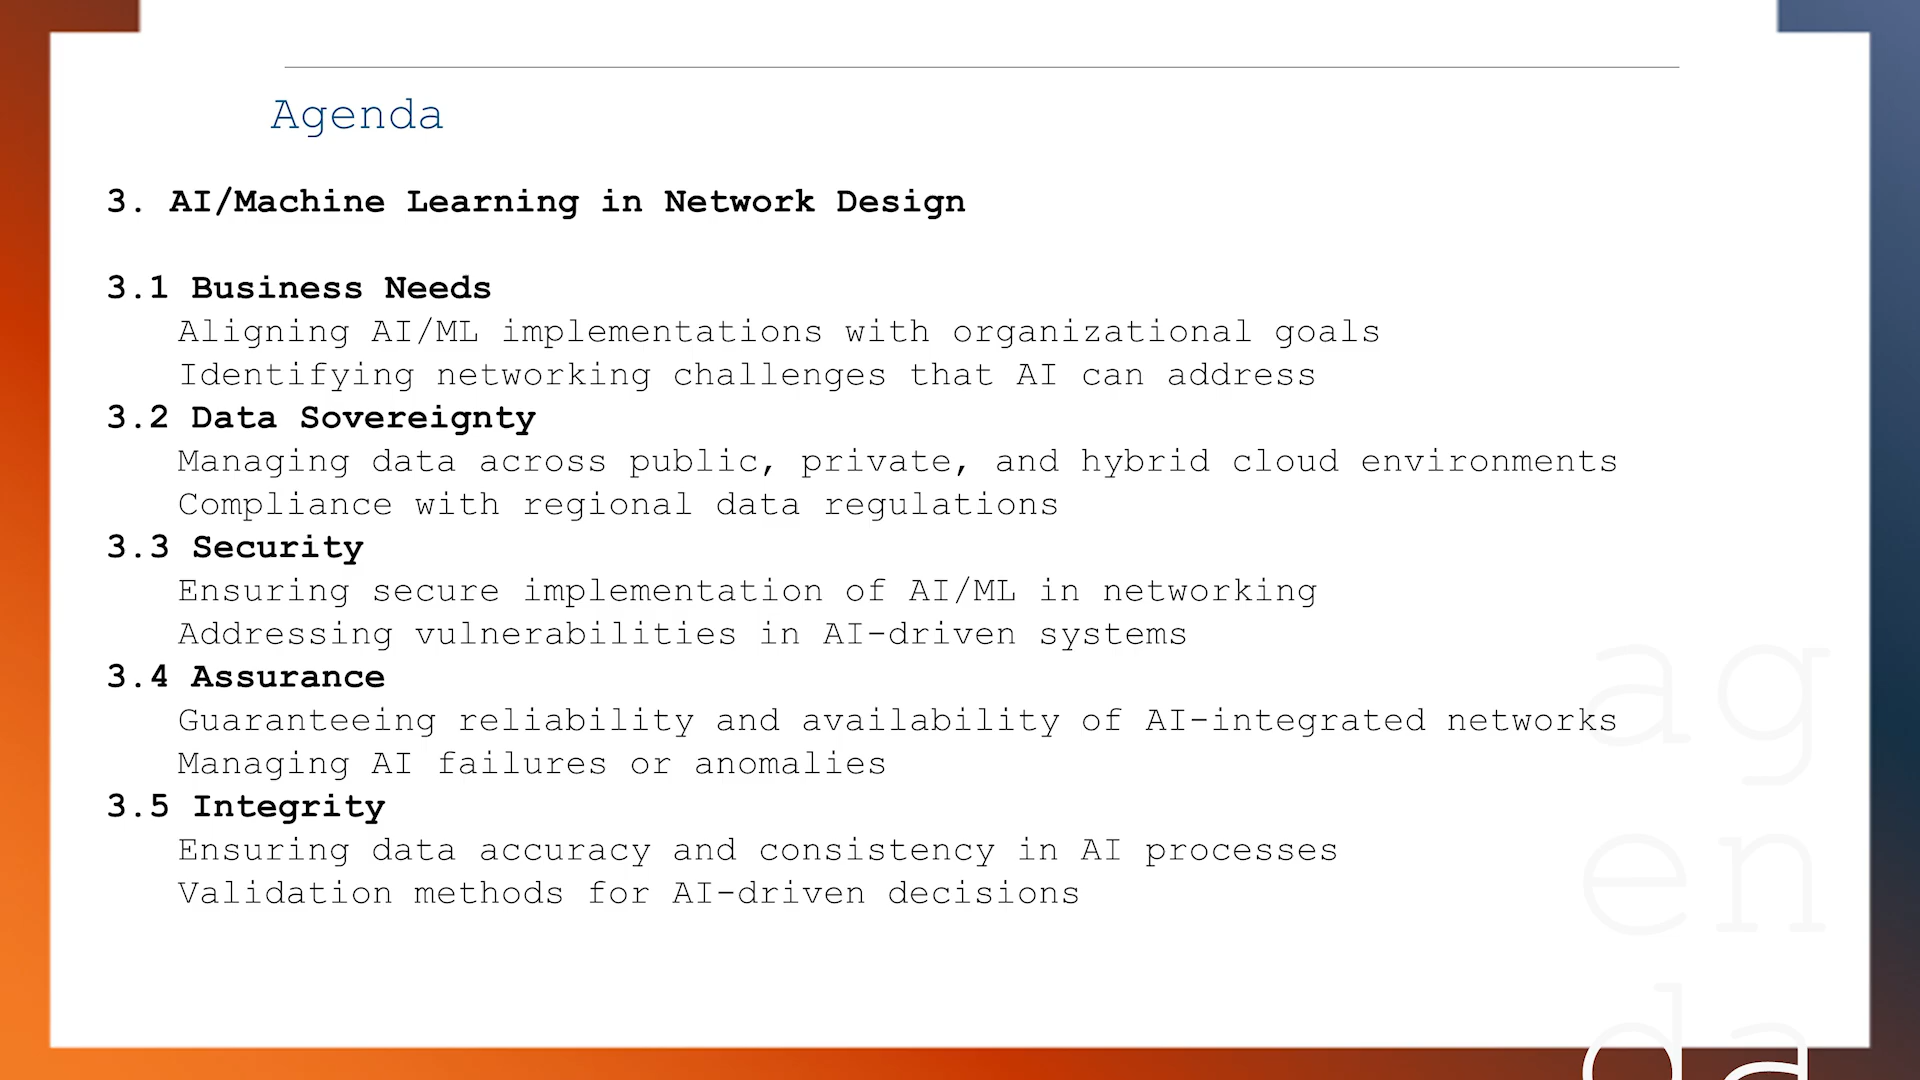 Agenda
3. AI/Machine Learning in Network Design
3.1 Business Needs
Aligning AI/ML implementations with organizational goals
Identifying networking challenges that AI can address
3.2 Data Sovereignty
Managing data across public, private, and hybrid cloud environments
Compliance with regional data regulations
3.3 Security
Ensuring secure implementation of AI/ML in networking
Addressing vulnerabilities in AI-driven systems
3.4 Assurance
Guaranteeing reliability and availability of AI-integrated networks
Managing AI failures or anomalies
3.5 Integrity
Ensuring data accuracy and consistency in AI processes
Validation methods for AI-driven decisions
ag
en
da